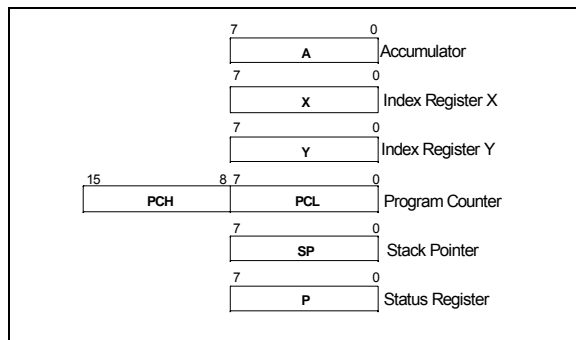 7 0
A Accumulator
7 0
X Index Register X
7 0
Y Index Register Y
15 8 7 0
PCH PCL Program Counter
7 0
SP Stack Pointer
7 0
P Status Register